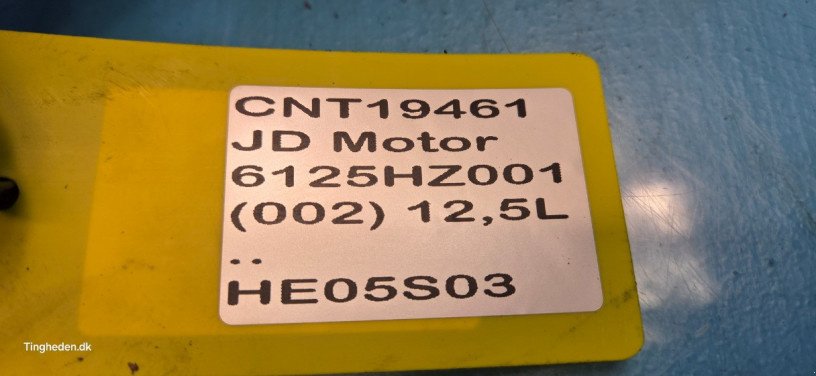 CNT19461
JD Motor
6125HZ001
(002) 12,5L
..
HE05S03
Tingheden.dk